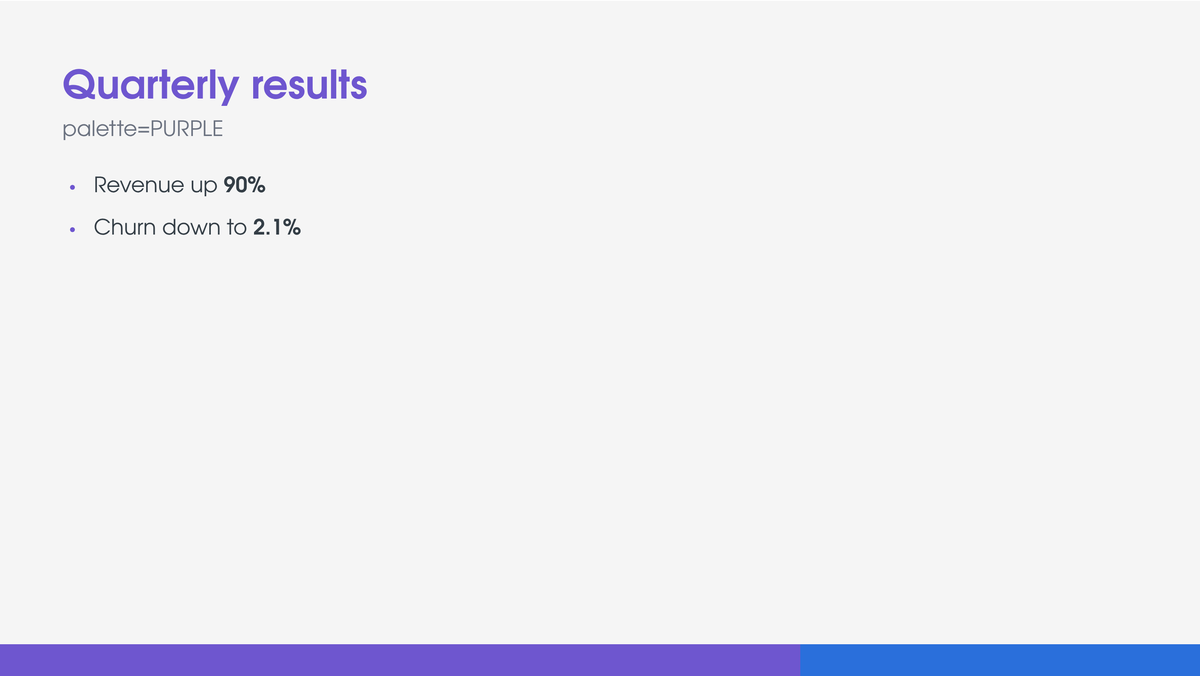 Quarterly results
palette=PURPLE
• Revenue up 90%
• Churn down to 2.1%